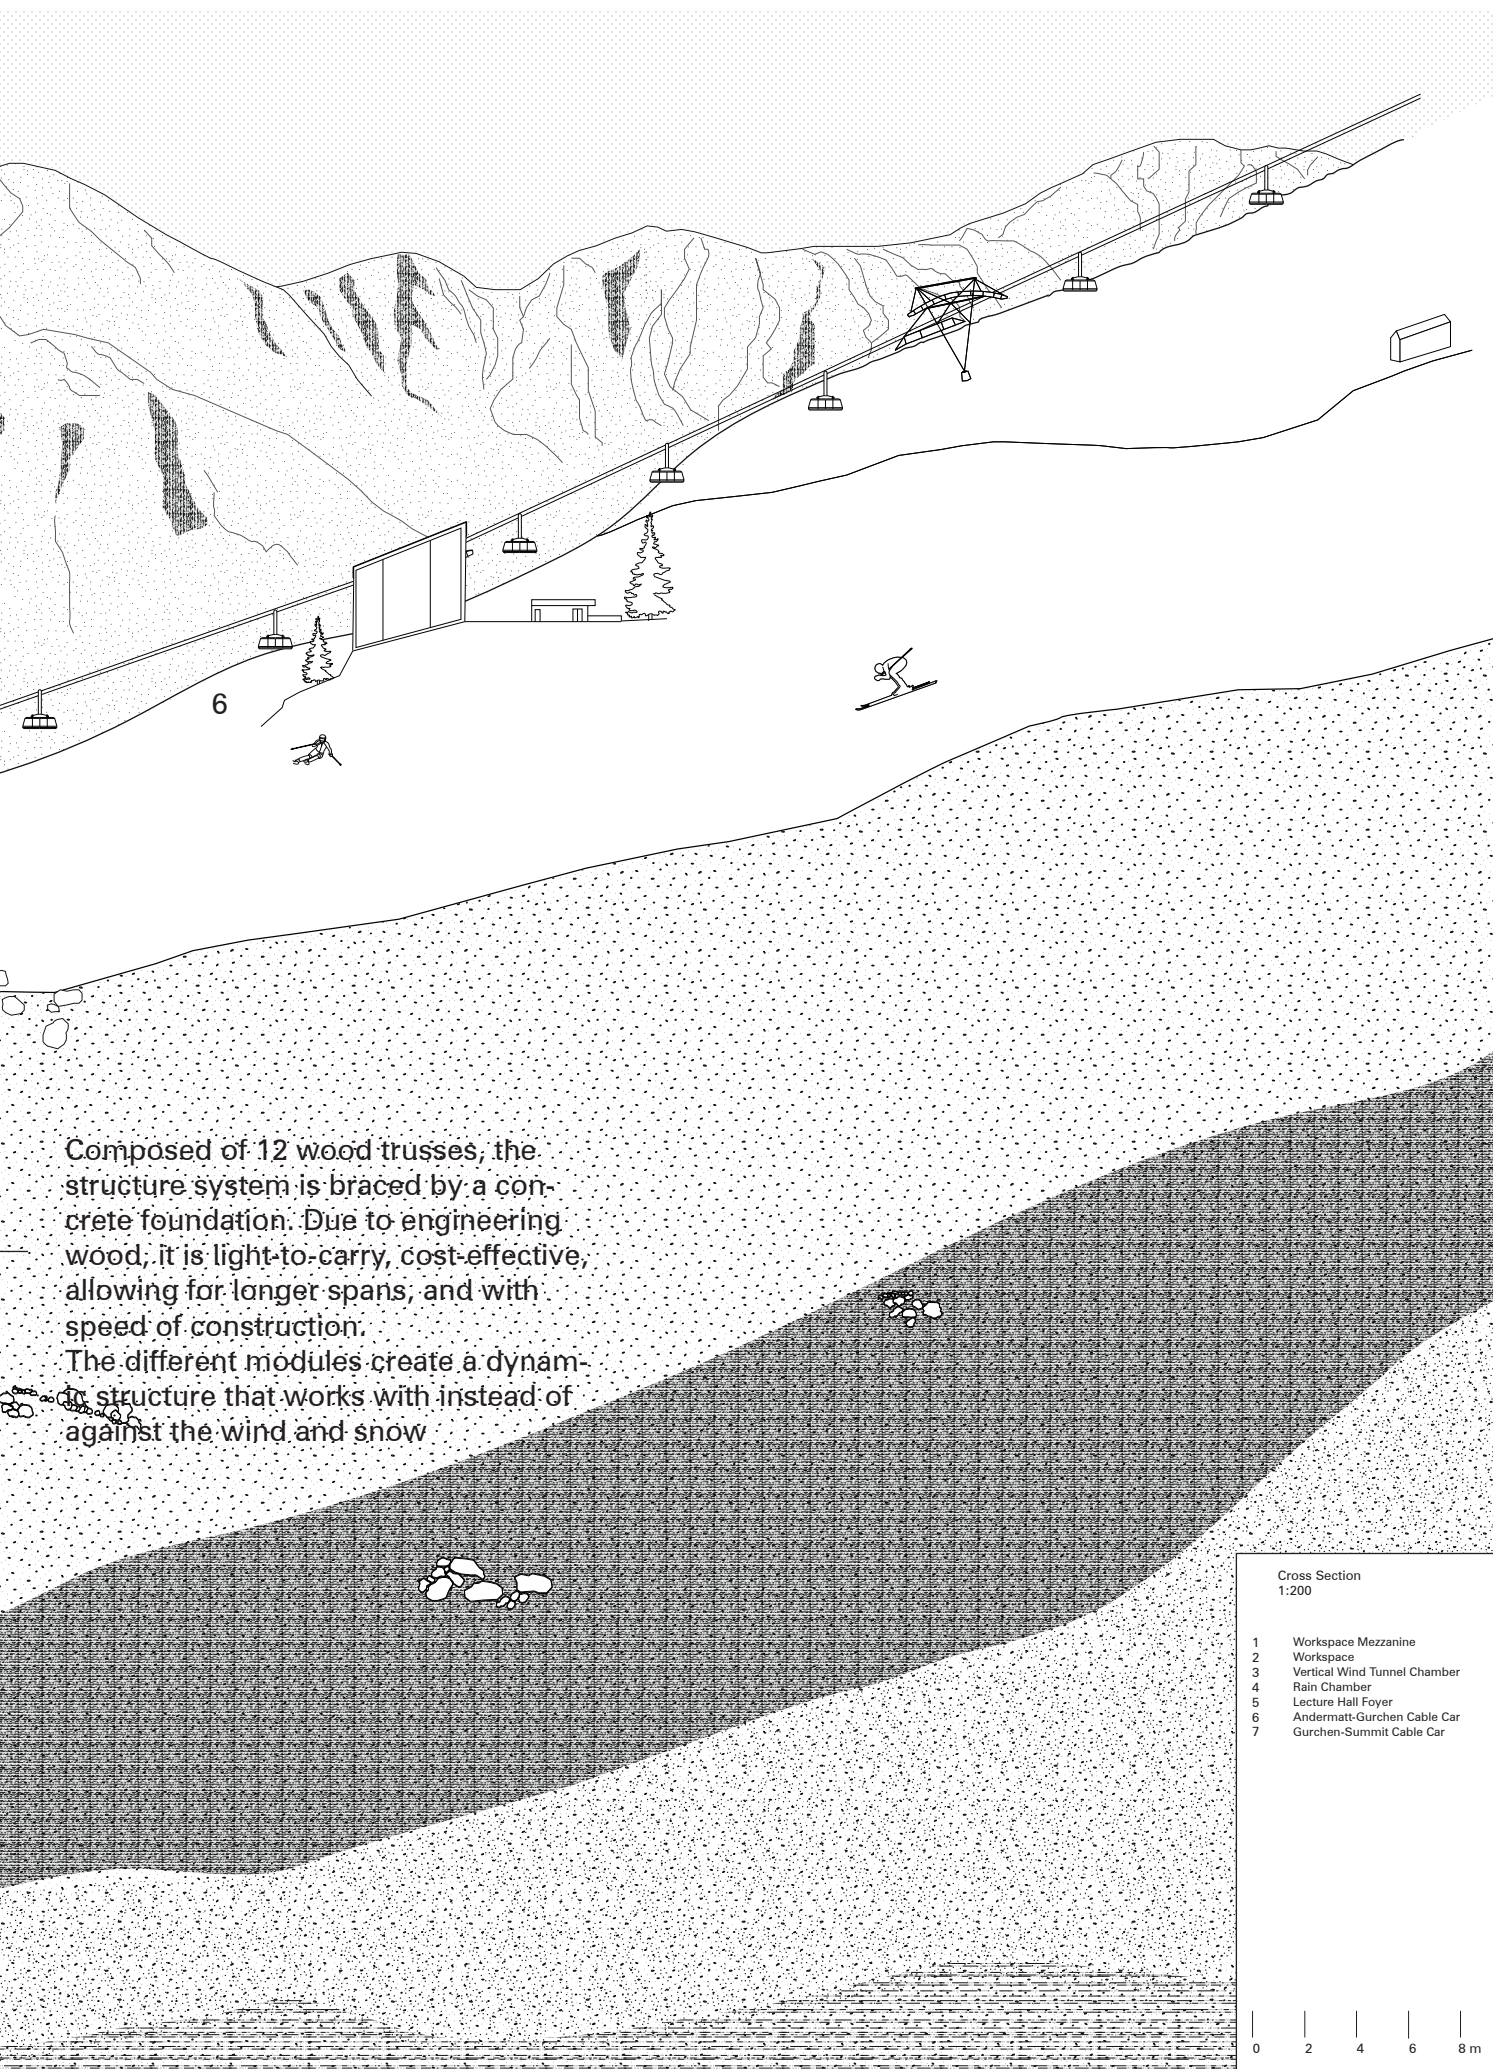 6
Composed of 12 wood trusses, the
structure system is braced by a con-
crete foundation. Due to engineering
wood, it is light-to-carry, cost-effective,
allowing for longer spans, and with
speed of construction.
The different modules create a dynam-
ic structure that works with instead of
against the wind and snow
Cross Section
1:200
1 Workspace Mezzanine
2 Workspace
3 Vertical Wind Tunnel Chamber
4 Rain Chamber
5 Lecture Hall Foyer
6 Andermatt-Gurchen Cable Car
7 Gurchen-Summit Cable Car
0 2 4 6 8 m